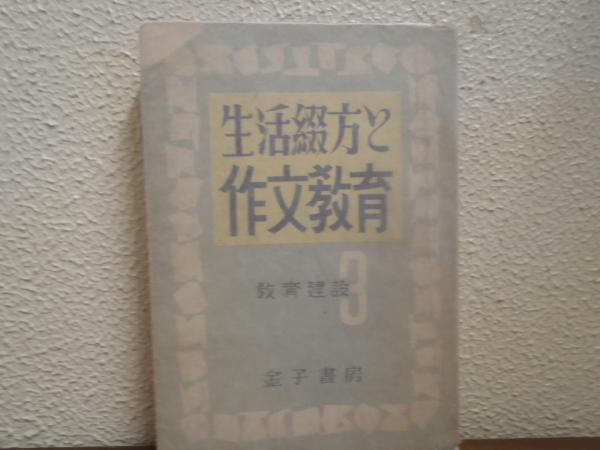 生活綴方と
作文教育
教育建設 3
金子書房